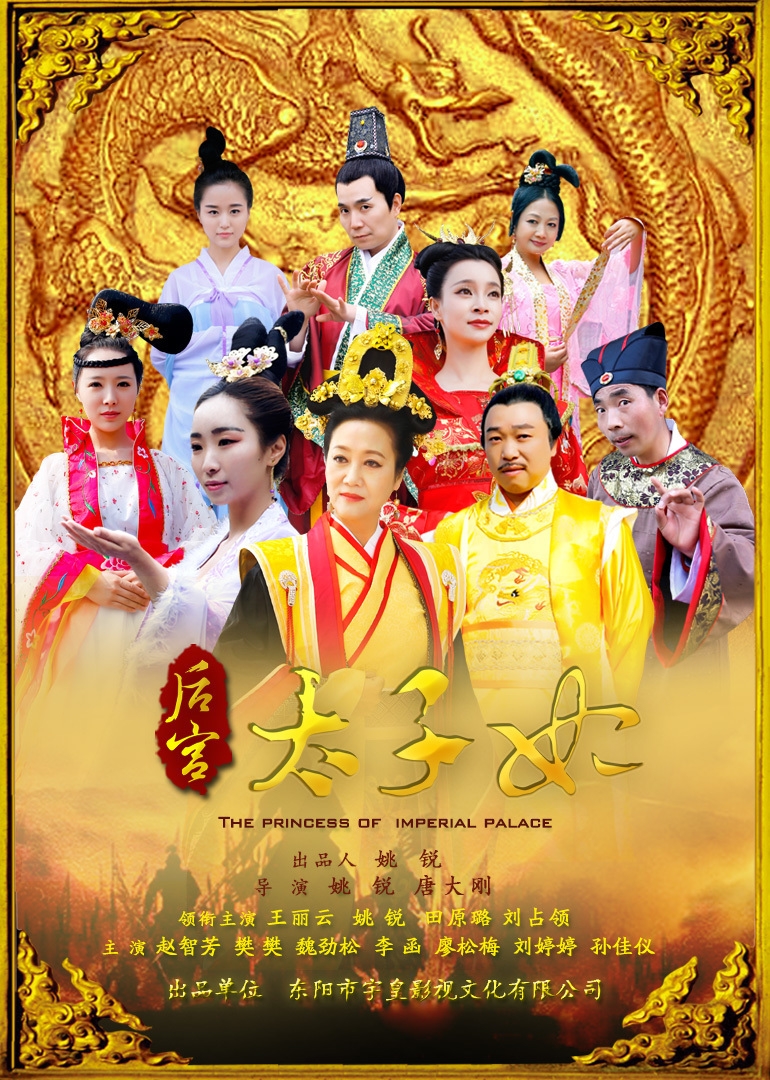 后宫
太子妃
THE PRINCESS OF IMPERIAL PALACE
出品人 姚 锐
导 演 姚 锐 唐大刚
领衔主演 王丽云 姚 锐 田原璐 刘占领
主 演 赵智芳 樊 樊 魏劲松 李 函 廖松梅 刘婷婷 孙佳仪
出品单位 东阳市宇皇影视文化有限公司